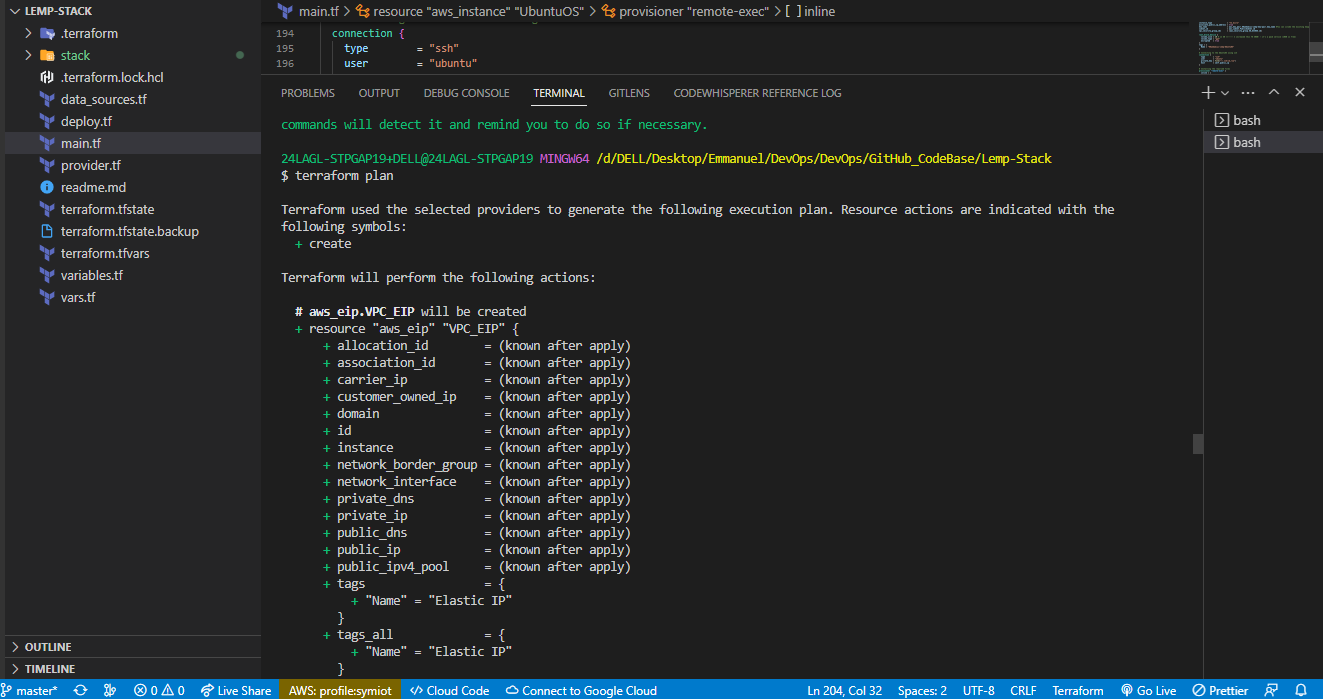 LEMP-STACK
.terraform
stack
.terraform.lock.hcl
data_sources.tf
deploy.tf
main.tf
provider.tf
readme.md
terraform.tfstate
terraform.tfstate.backup
terraform.tfvars
variables.tf
vars.tf
OUTLINE
TIMELINE
main.tf > resource "aws_instance" "UbuntuOS" > provisioner "remote-exec" > [ ] inline
194 connection {
195 type = "ssh"
196 user = "ubuntu"
PROBLEMS OUTPUT DEBUG CONSOLE TERMINAL GITLENS CODEWHISPERER REFERENCE LOG
commands will detect it and remind you to do so if necessary.
24LAGL-STPGAP19+DELL@24LAGL-STPGAP19 MINGW64 /d/DELL/Desktop/Emmanuel/DevOps/DevOps/GitHub_CodeBase/Lemp-Stack
$ terraform plan
Terraform used the selected providers to generate the following execution plan. Resource actions are indicated with the
following symbols:
+ create
Terraform will perform the following actions:
# aws_eip.VPC_EIP will be created
+ resource "aws_eip" "VPC_EIP" {
+ allocation_id = (known after apply)
+ association_id = (known after apply)
+ carrier_ip = (known after apply)
+ customer_owned_ip = (known after apply)
+ domain = (known after apply)
+ id = (known after apply)
+ instance = (known after apply)
+ network_border_group = (known after apply)
+ network_interface = (known after apply)
+ private_dns = (known after apply)
+ private_ip = (known after apply)
+ public_dns = (known after apply)
+ public_ip = (known after apply)
+ public_ipv4_pool = (known after apply)
+ tags = {
+ "Name" = "Elastic IP"
}
+ tags_all = {
+ "Name" = "Elastic IP"
}
bash
bash
master* 0 0 Live Share AWS: profile:symiot Cloud Code Connect to Google Cloud Ln 204, Col 32 Spaces: 2 UTF-8 CRLF Terraform Go Live Prettier